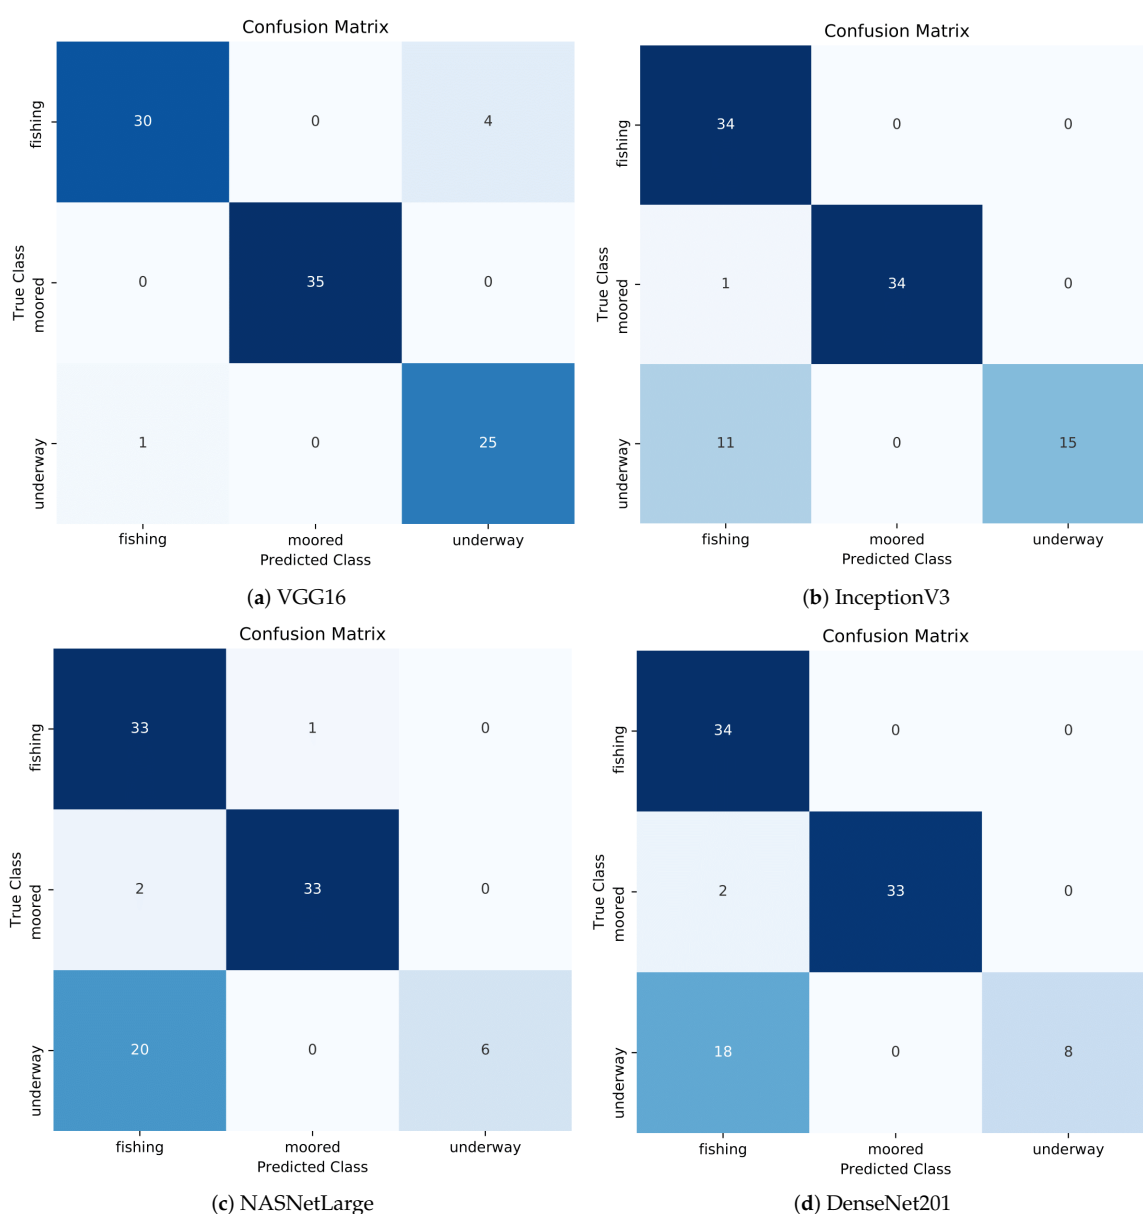 Confusion Matrix
fishing
30 0 4
True Class
moored
0 35 0
underway
1 0 25
fishing moored underway
Predicted Class
(a) VGG16
Confusion Matrix
fishing
34 0 0
True Class
moored
1 34 0
underway
11 0 15
fishing moored underway
Predicted Class
(b) InceptionV3
Confusion Matrix
fishing
33 1 0
True Class
moored
2 33 0
underway
20 0 6
fishing moored underway
Predicted Class
(c) NASNetLarge
Confusion Matrix
fishing
34 0 0
True Class
moored
2 33 0
underway
18 0 8
fishing moored underway
Predicted Class
(d) DenseNet201